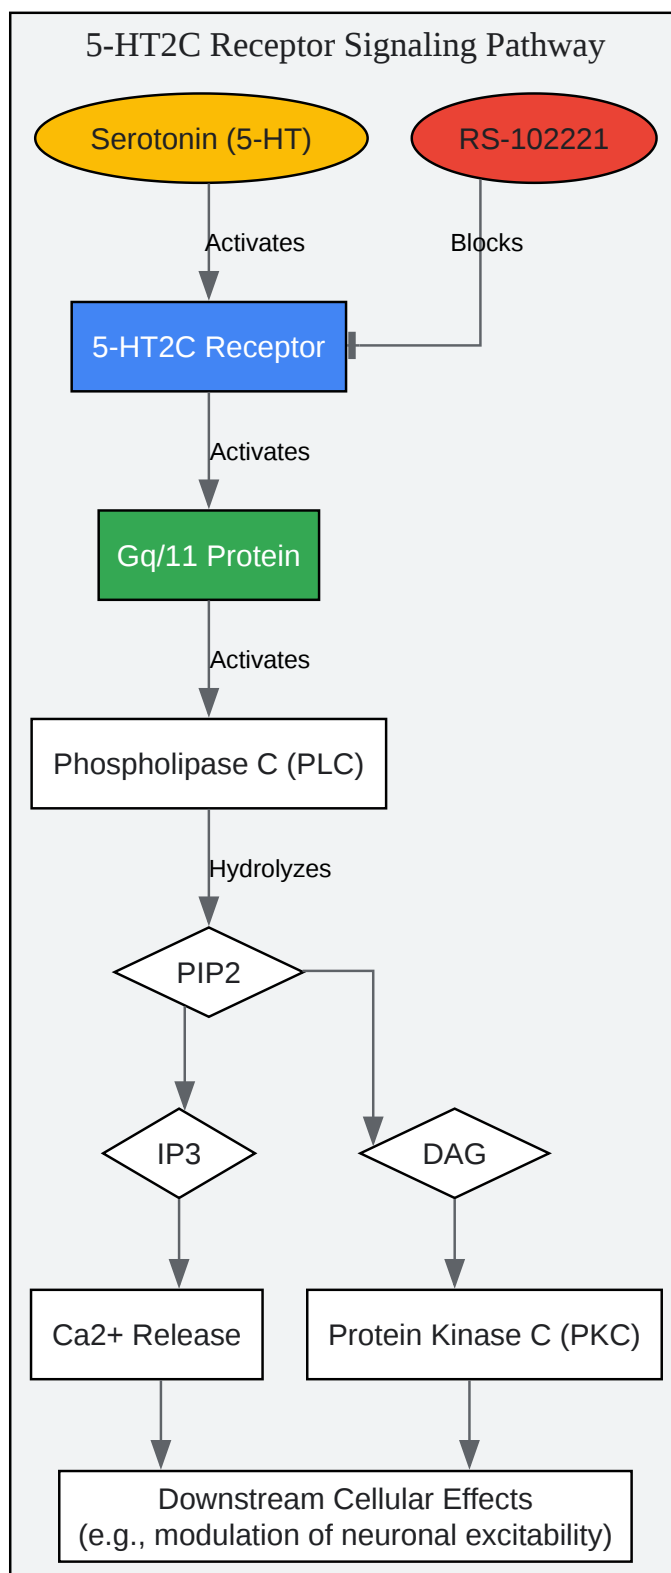 5-HT2C Receptor Signaling Pathway
Serotonin (5-HT)
RS-102221
Activates
Blocks
5-HT2C Receptor
Activates
Gq/11 Protein
Activates
Phospholipase C (PLC)
Hydrolyzes
PIP2
IP3
DAG
Ca2+ Release
Protein Kinase C (PKC)
Downstream Cellular Effects
(e.g., modulation of neuronal excitability)